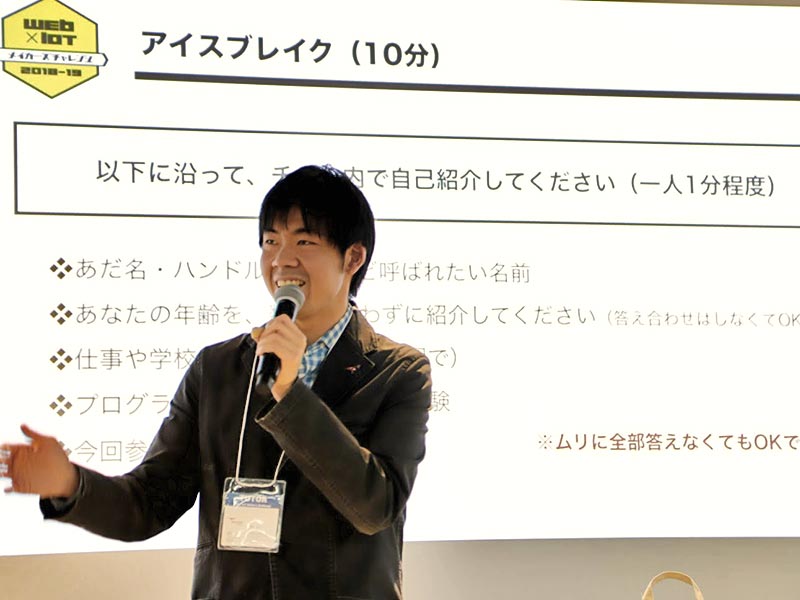 WEB
×IoT
メイカーズチャレンジ
2018-19
アイスブレイク（10分）
以下に沿って、チ 内で自己紹介してください（一人1分程度）
❖あだ名・ハンドル ど呼ばれたい名前
❖あなたの年齢を、 わずに紹介してください（答え合わせはしなくてOK
❖仕事や学校 で）
❖プログラ 験
❖今回参
※ムリに全部答えなくてもOKで
TUTOR